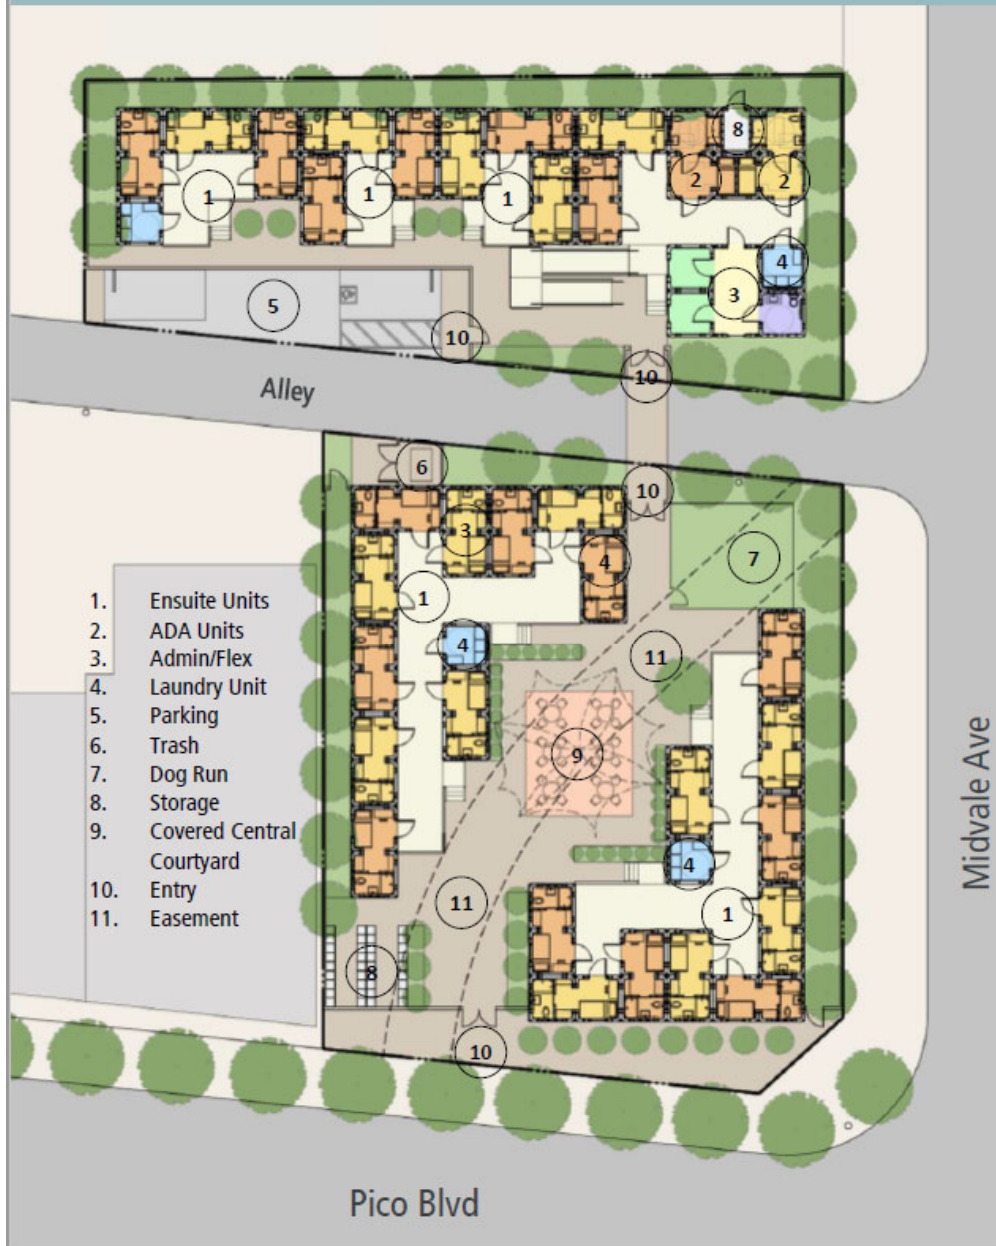 8
1
1
1
2
2
4
3
5
10
10
Alley
6
10
3
4
7
1
1. Ensuite Units
2. ADA Units
3. Admin/Flex
4. Laundry Unit
5. Parking
6. Trash
7. Dog Run
8. Storage
9. Covered Central
Courtyard
10. Entry
11. Easement
4
11
9
4
11
1
8
10
Midvale Ave
Pico Blvd